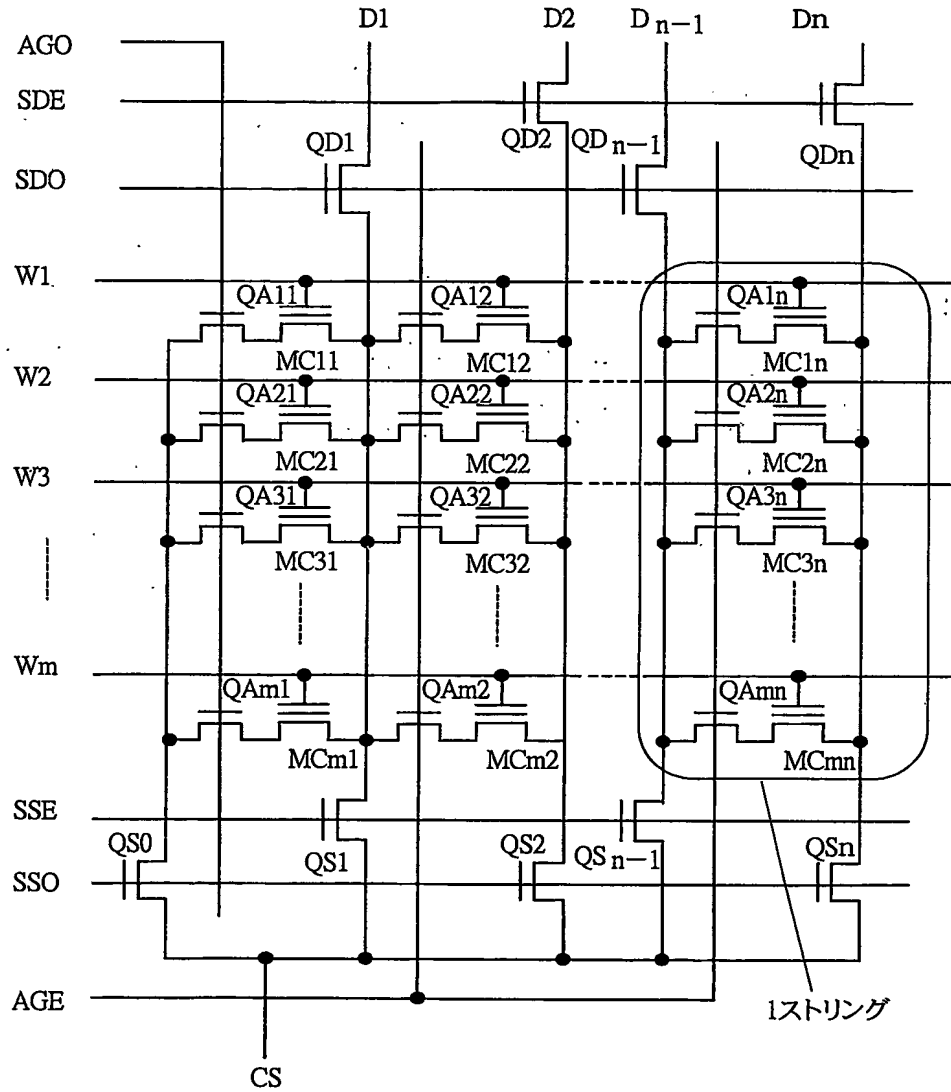 D1 D2 D n−1 Dn
AGO
SDE
QD1 QD2 QD n−1 QDn
SDO
W1
QA11 QA12 QA1n
MC11 MC12 MC1n
W2
QA21 QA22 QA2n
MC21 MC22 MC2n
W3
QA31 QA32 QA3n
MC31 MC32 MC3n
Wm
QAm1 QAm2 QAmn
MCm1 MCm2 MCmn
SSE
QS0 QS1 QS2 QS n−1 QSn
SSO
AGE
1ストリング
CS